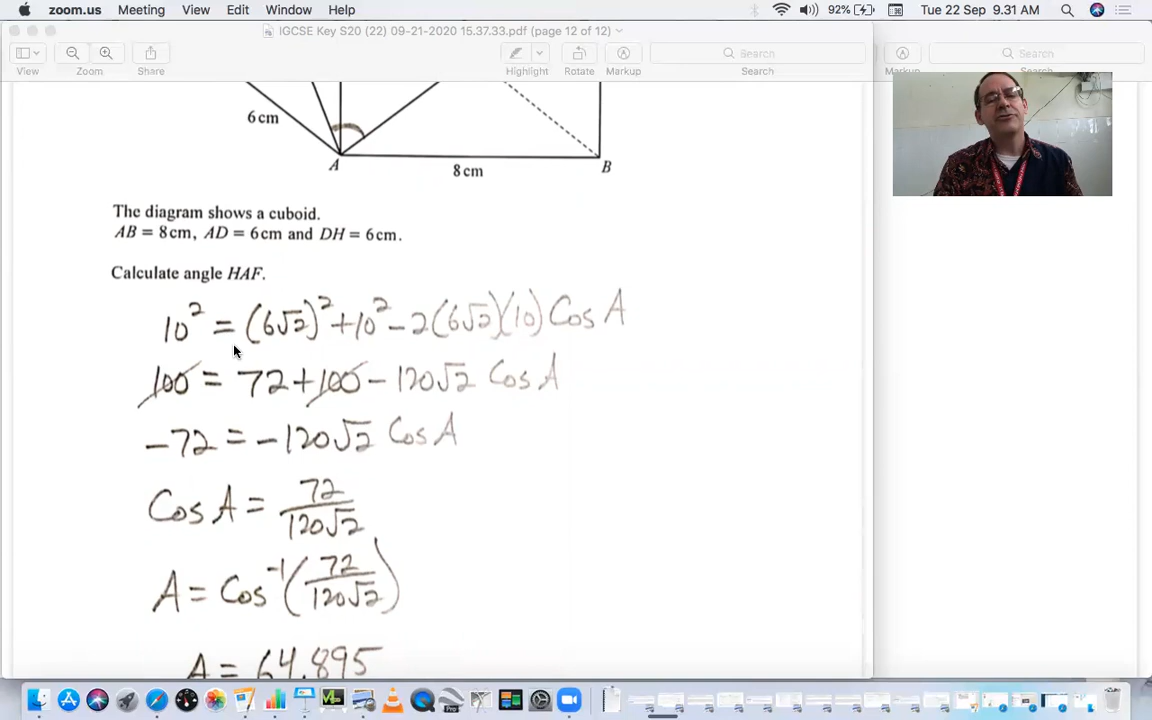 zoom.us Meeting View Edit Window Help 92% Tue 22 Sep 9.31 AM
IGCSE Key S20 (22) 09-21-2020 15.37.33.pdf (page 12 of 12)
Search Search
View Zoom Share Highlight Rotate Markup Search Markup Search
6 cm
A 8 cm B
The diagram shows a cuboid.
AB = 8 cm, AD = 6 cm and DH = 6 cm.
Calculate angle HAF.
10² = (6√2)² + 10² – 2(6√2)(10) Cos A
100 = 72 + 100 – 120√2 Cos A
–72 = –120√2 Cos A
Cos A = 72/120√2
A = Cos⁻¹(72/120√2)
A = 64.895